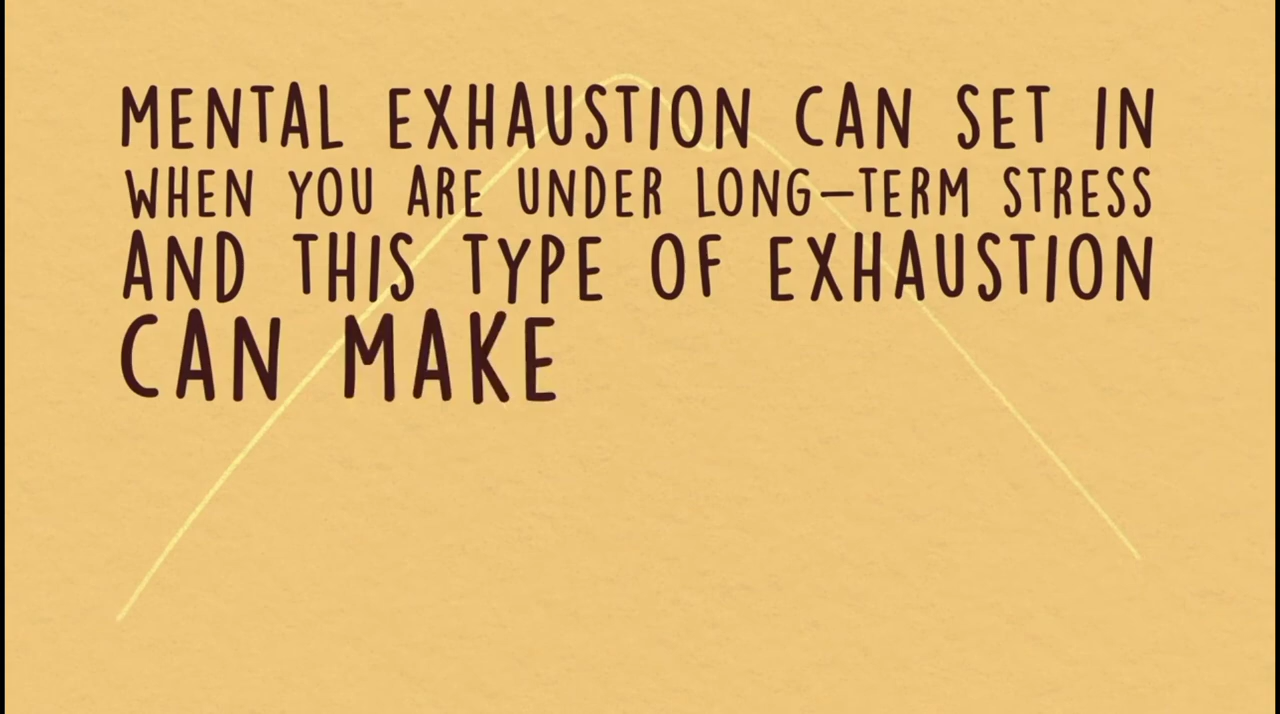 MENTAL EXHAUSTION CAN SET IN
WHEN YOU ARE UNDER LONG-TERM STRESS
AND THIS TYPE OF EXHAUSTION
CAN MAKE